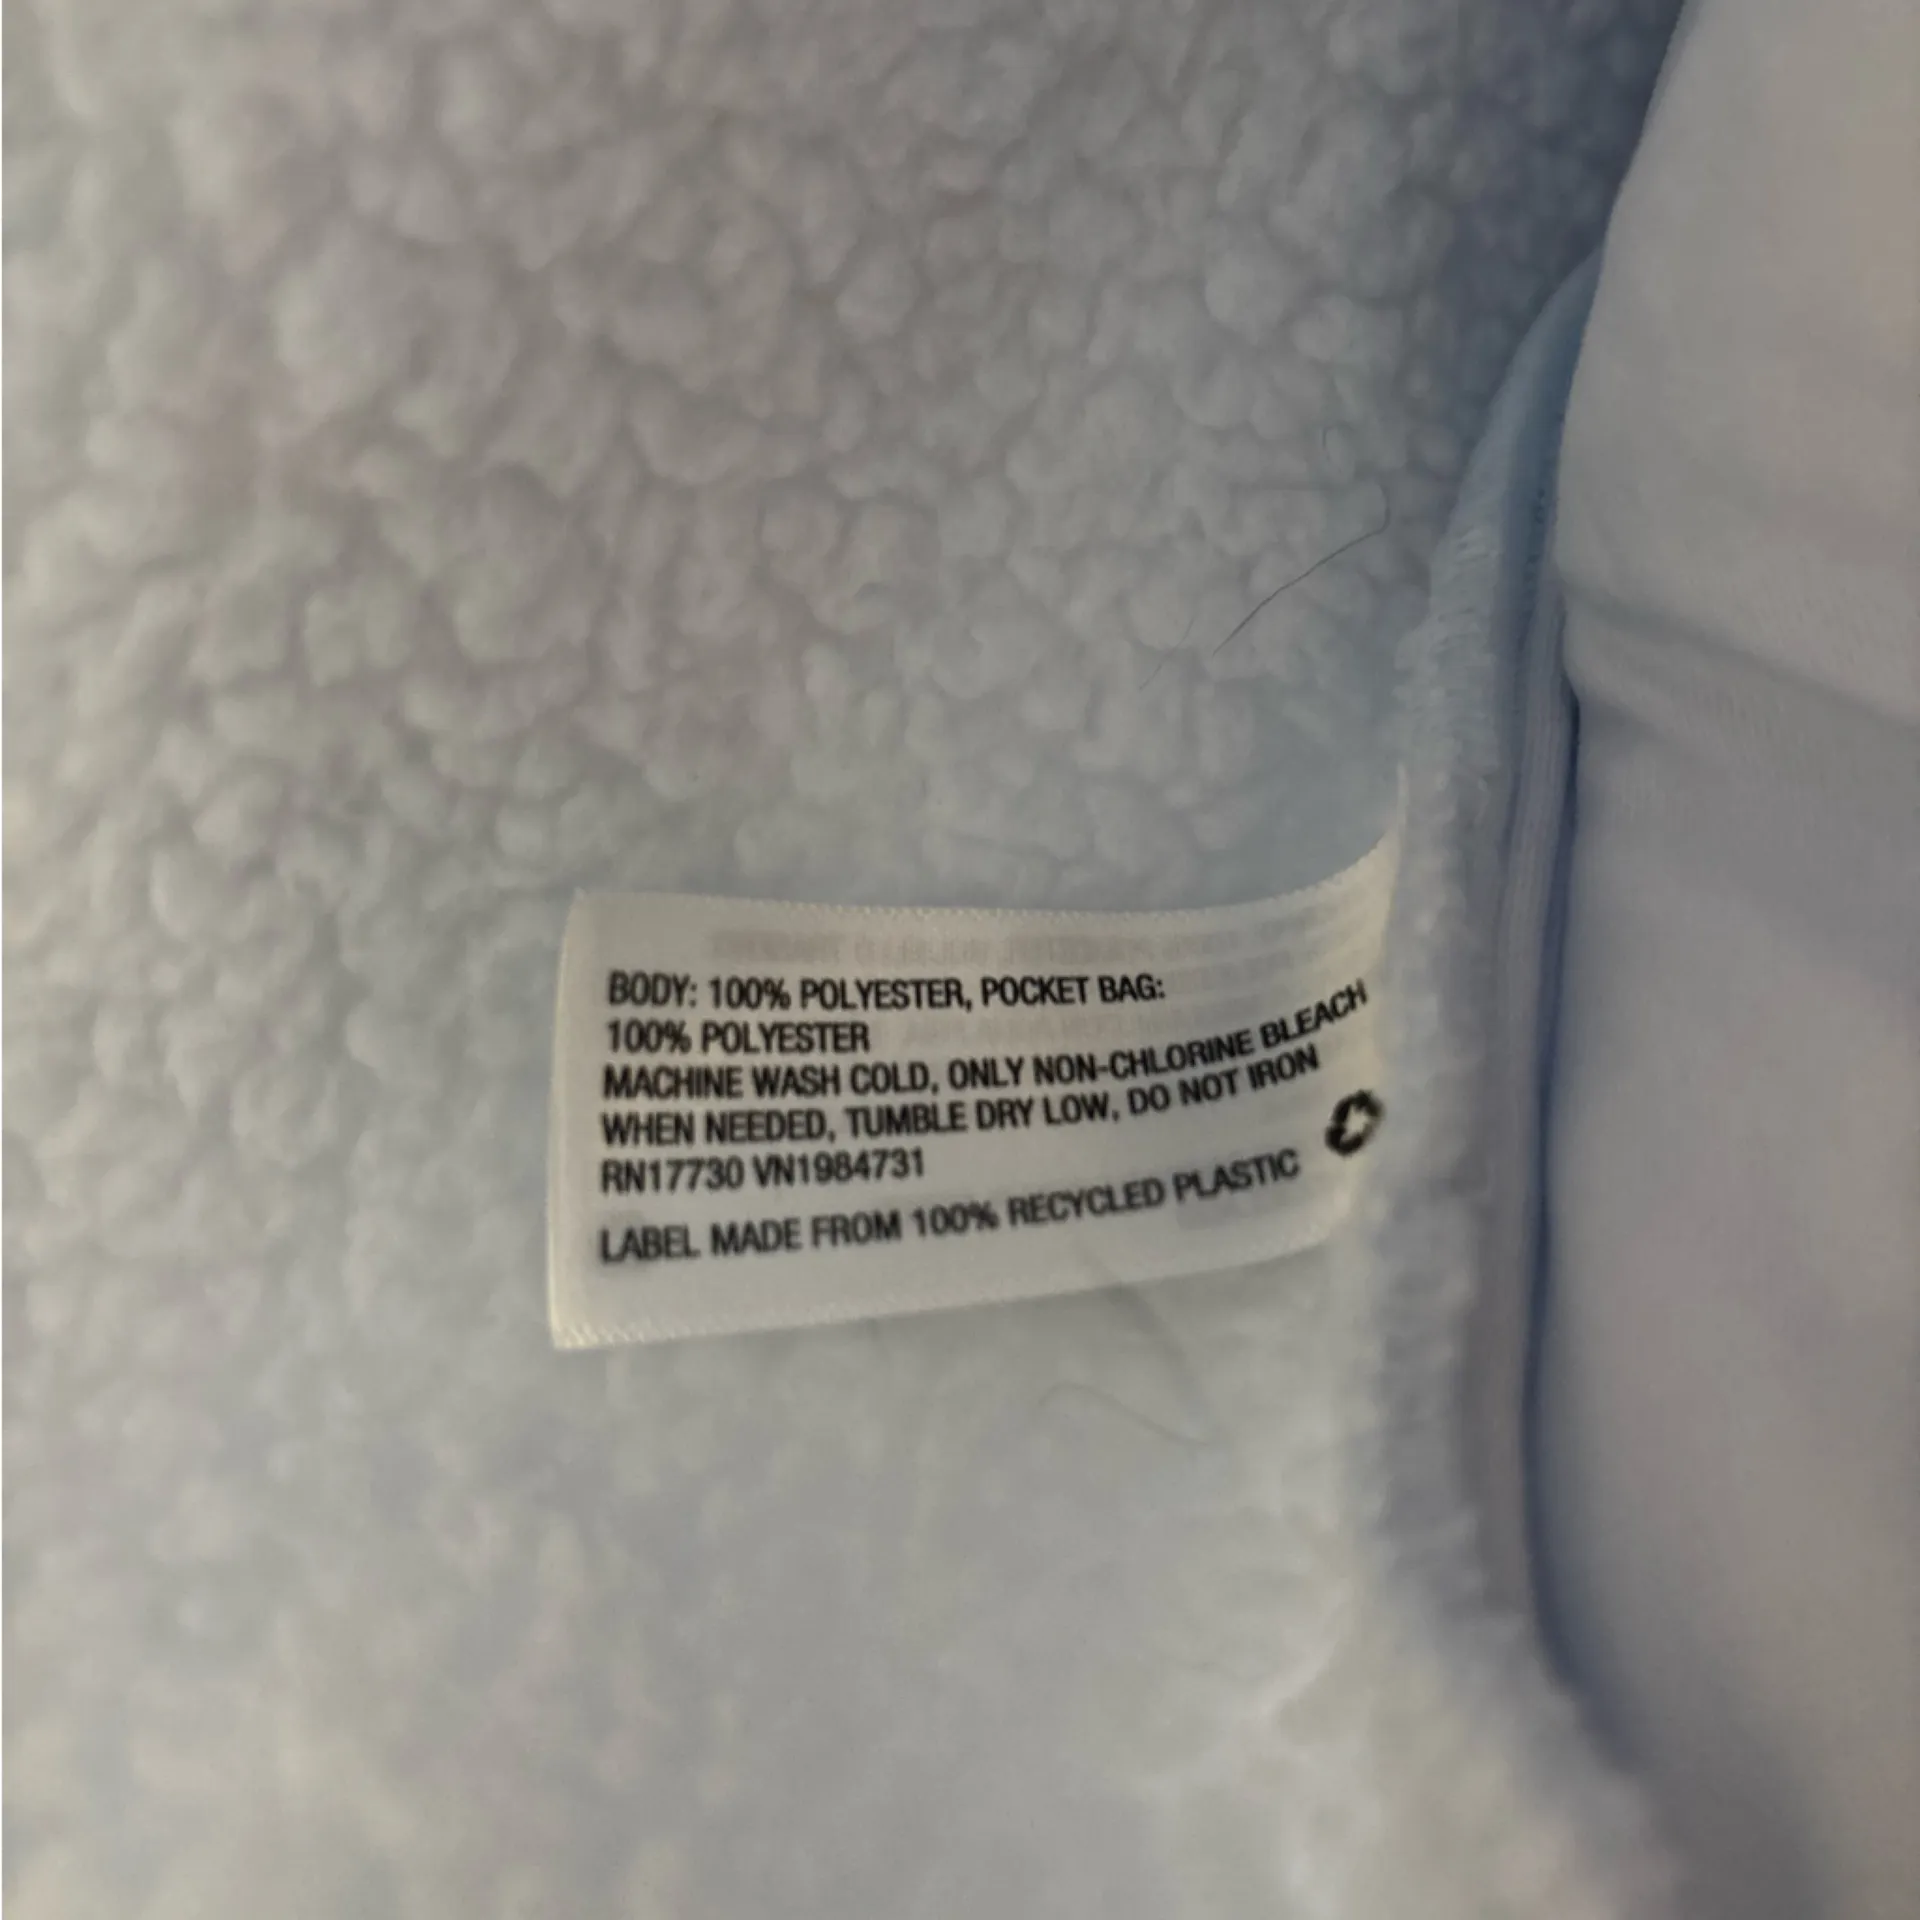 BODY: 100% POLYESTER, POCKET BAG:
100% POLYESTER
MACHINE WASH COLD, ONLY NON-CHLORINE BLEACH
WHEN NEEDED, TUMBLE DRY LOW, DO NOT IRON
RN17730 VN1984731
LABEL MADE FROM 100% RECYCLED PLASTIC